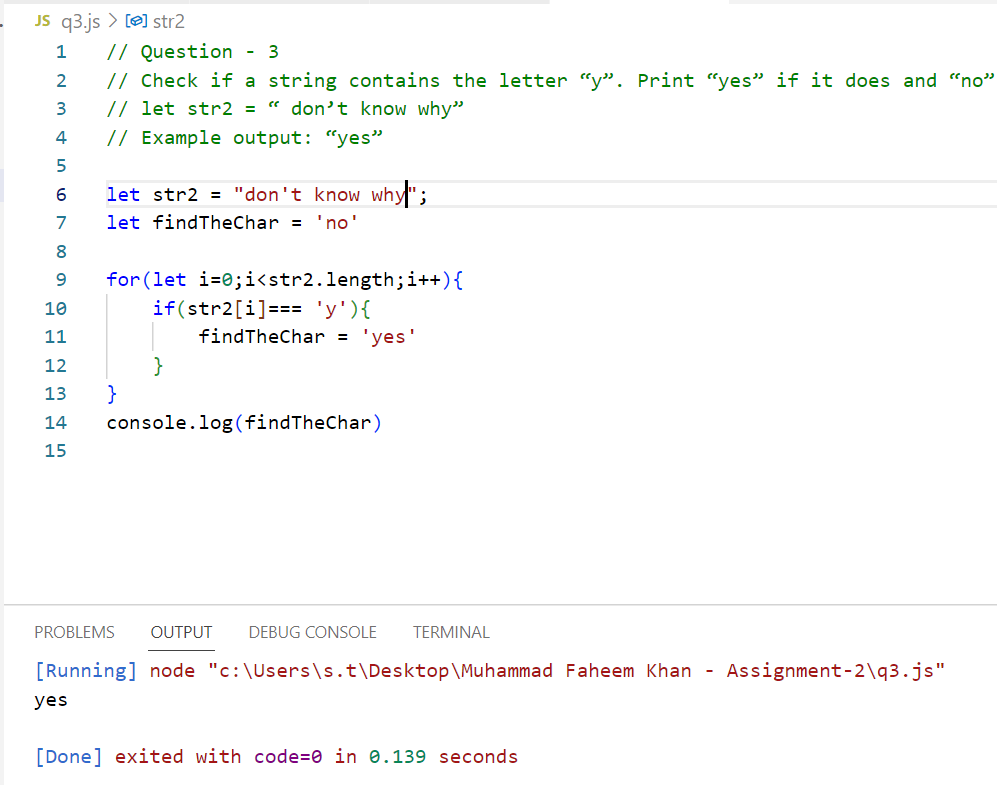 JS q3.js > str2
1 // Question - 3
2 // Check if a string contains the letter “y”. Print “yes” if it does and “no”
3 // let str2 = “ don’t know why”
4 // Example output: “yes”
5
6 let str2 = "don't know why";
7 let findTheChar = 'no'
8
9 for(let i=0;i<str2.length;i++){
10 if(str2[i]=== 'y'){
11 findTheChar = 'yes'
12 }
13 }
14 console.log(findTheChar)
15
PROBLEMS OUTPUT DEBUG CONSOLE TERMINAL
[Running] node "c:\Users\s.t\Desktop\Muhammad Faheem Khan - Assignment-2\q3.js"
yes
[Done] exited with code=0 in 0.139 seconds